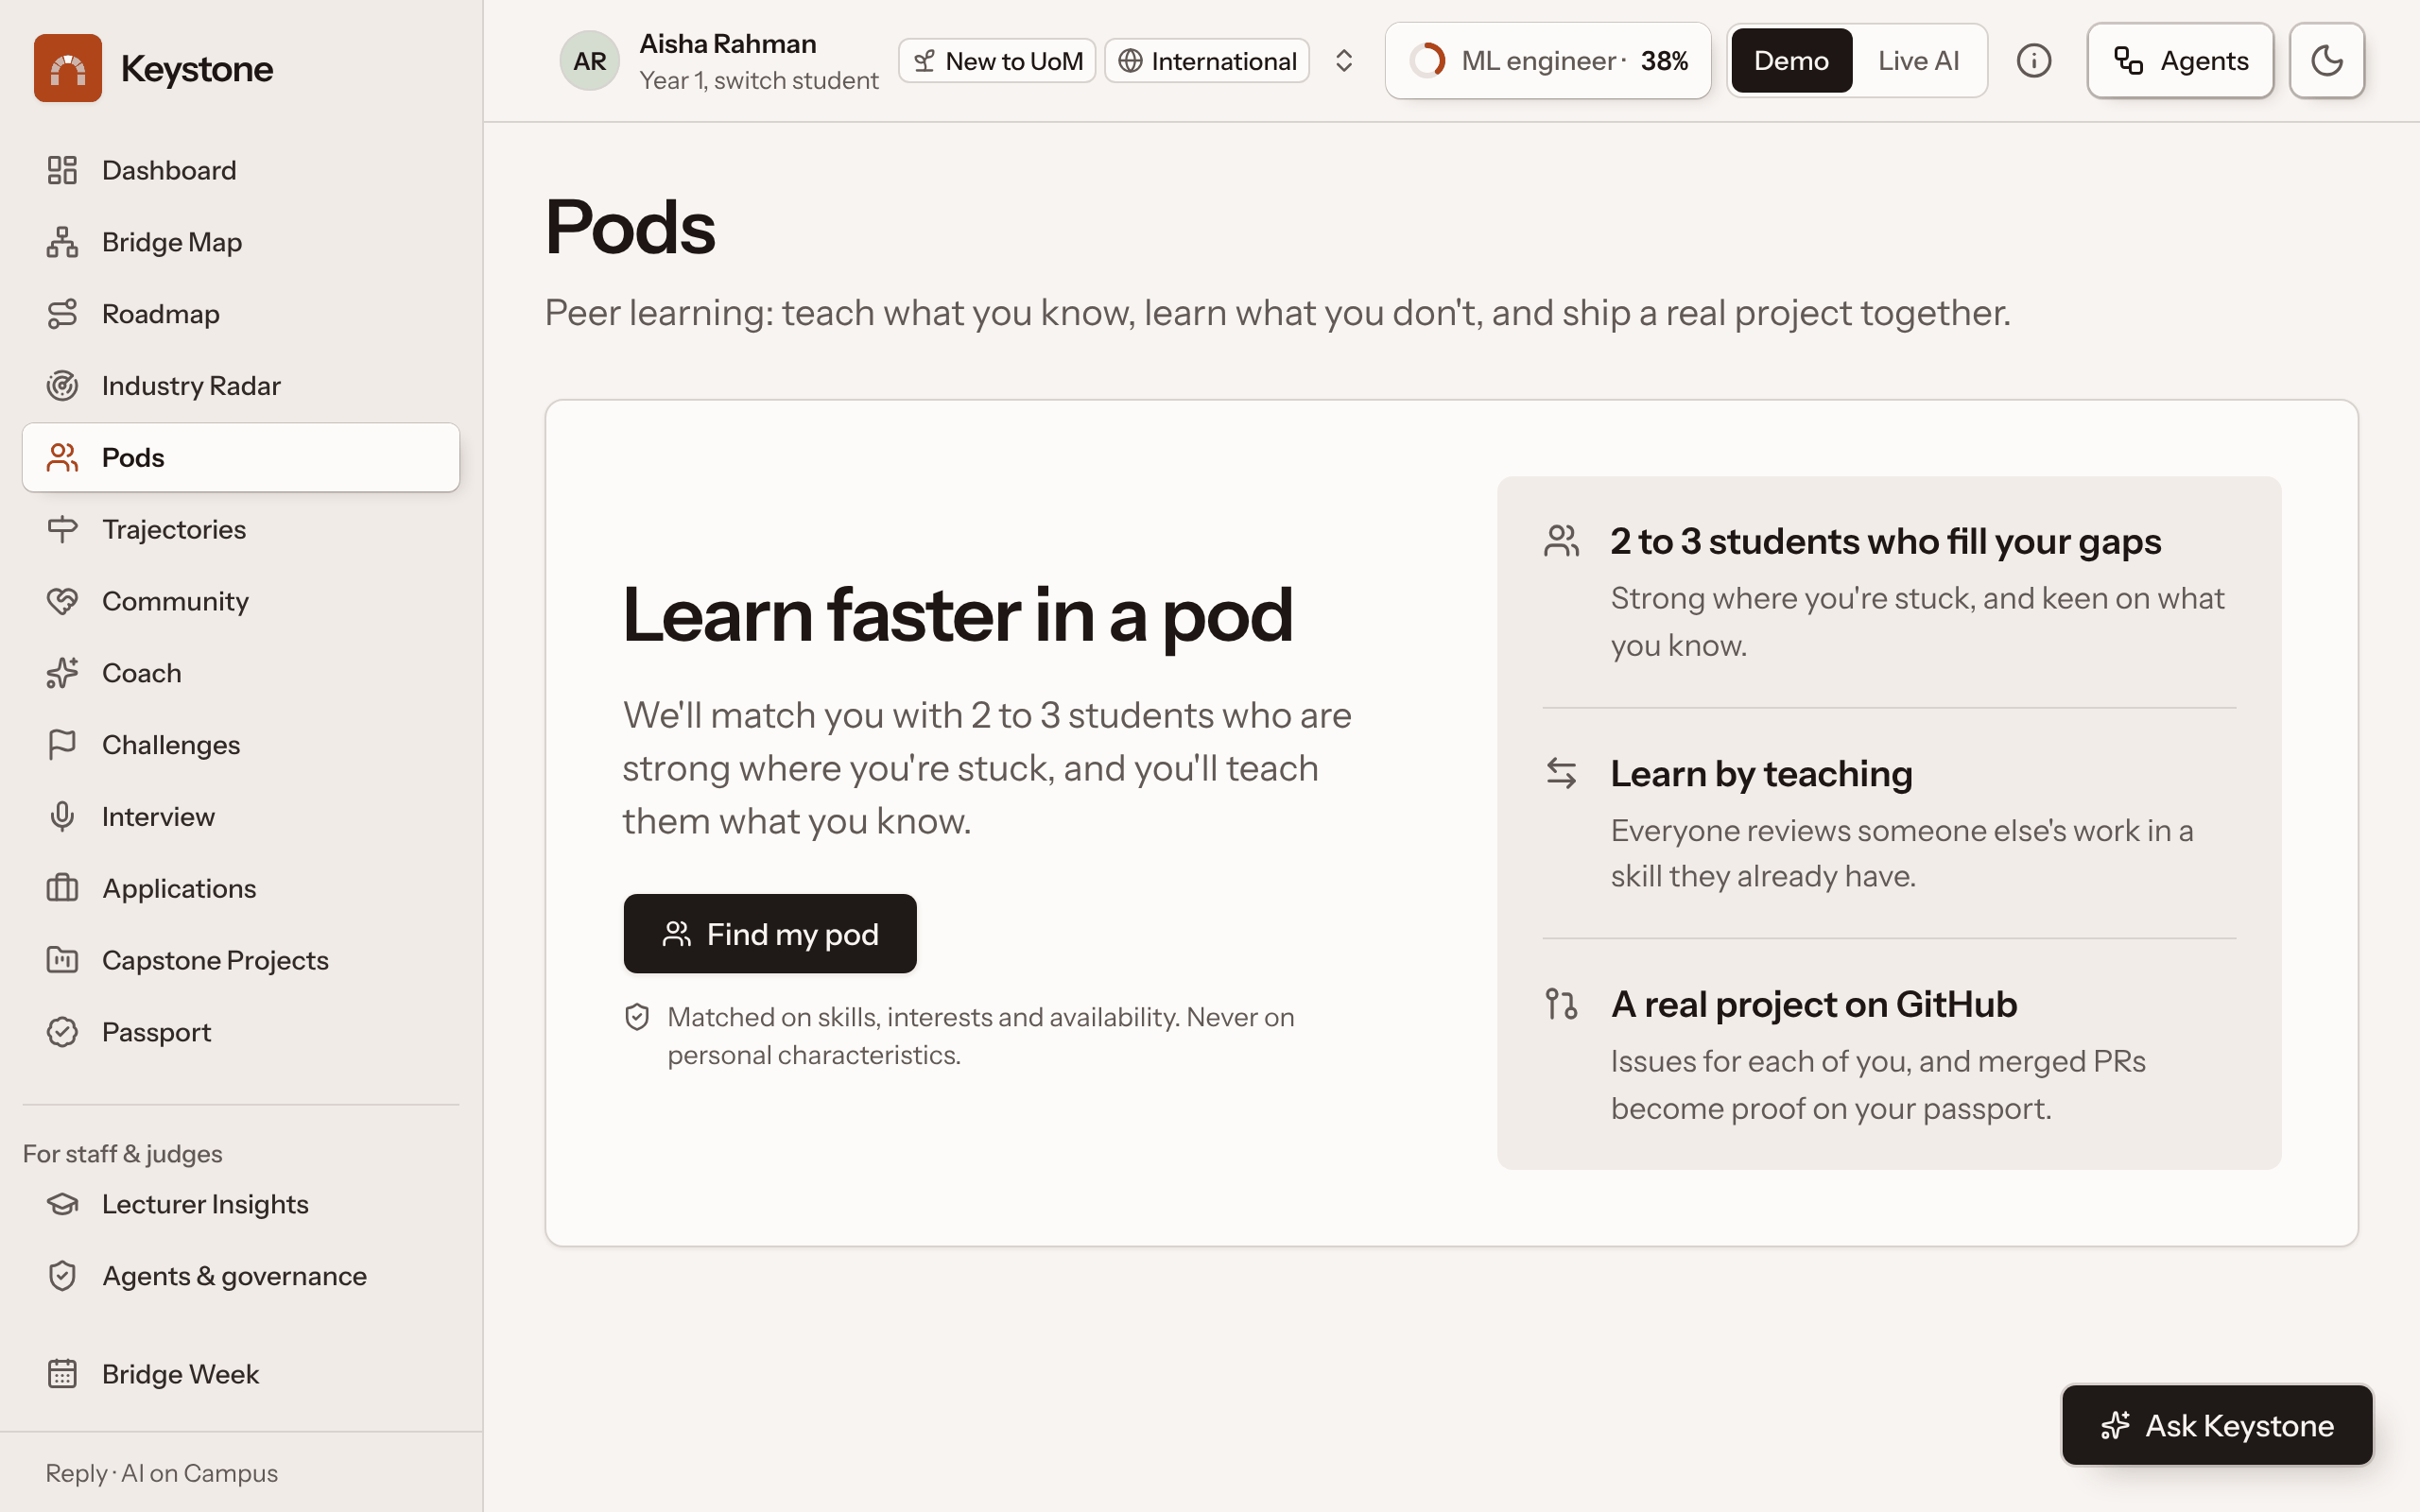 Keystone
Dashboard
Bridge Map
Roadmap
Industry Radar
Pods
Trajectories
Community
Coach
Challenges
Interview
Applications
Capstone Projects
Passport
For staff & judges
Lecturer Insights
Agents & governance
Bridge Week
Reply · AI on Campus
AR
Aisha Rahman
Year 1, switch student
New to UoM
International
ML engineer · 38%
Demo
Live AI
Agents
Pods
Peer learning: teach what you know, learn what you don't, and ship a real project together.
Learn faster in a pod
We'll match you with 2 to 3 students who are
strong where you're stuck, and you'll teach
them what you know.
Find my pod
Matched on skills, interests and availability. Never on
personal characteristics.
2 to 3 students who fill your gaps
Strong where you're stuck, and keen on what
you know.
Learn by teaching
Everyone reviews someone else's work in a
skill they already have.
A real project on GitHub
Issues for each of you, and merged PRs
become proof on your passport.
Ask Keystone